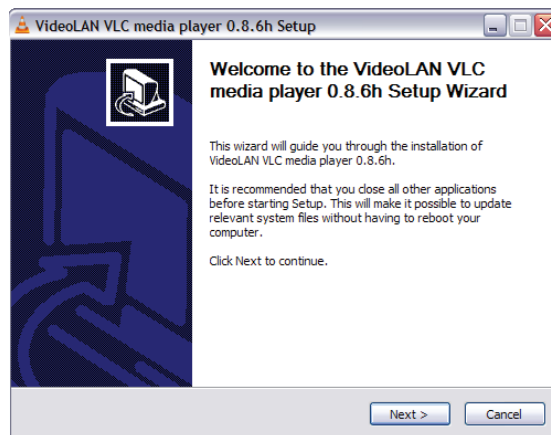 VideoLAN VLC media player 0.8.6h Setup
Welcome to the VideoLAN VLC
media player 0.8.6h Setup Wizard
This wizard will guide you through the installation of
VideoLAN VLC media player 0.8.6h.
It is recommended that you close all other applications
before starting Setup. This will make it possible to update
relevant system files without having to reboot your
computer.
Click Next to continue.
Next >
Cancel